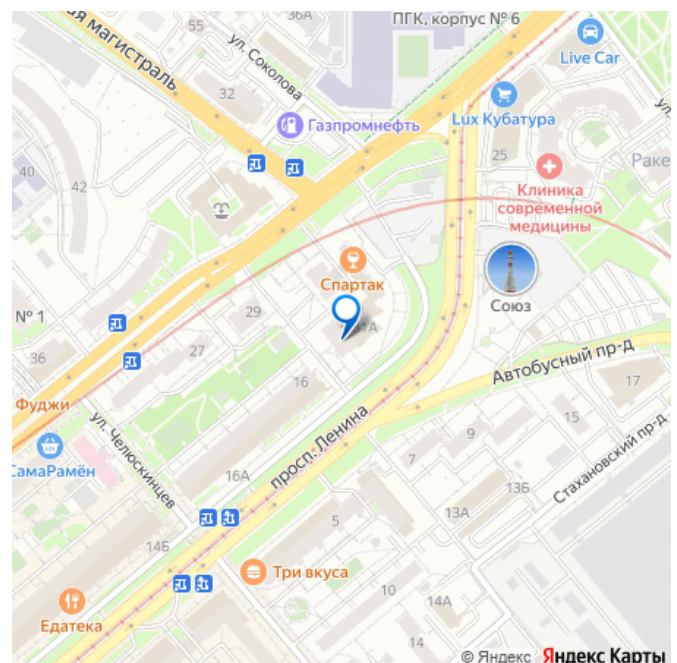 36А
ПГК, корпус № 6
55
ул. Соколова
ая магистраль
Live Car
32
Lux Кубатура
Газпромнефть
25
40
42
Раке
Клиника
современной
медицины
Спартак
Союз
№ 1
29
27
36
16
Автобусный пр-д
17
Фуджи
просп. Ленина
15
9
ул. Челюскинцев
СамаРамён
7
Стахановский пр-д
16А
13Б
13А
5
14Б
Три вкуса
10
14А
Едатека
14
© Яндекс Яндекс Карты